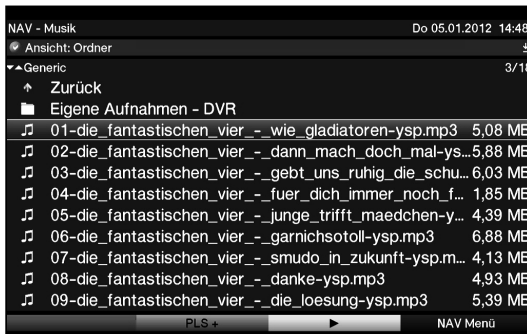 NAV - Musik Do 05.01.2012 14:48
Ansicht: Ordner
Generic 3/18
Zurück
Eigene Aufnahmen - DVR
01-die_fantastischen_vier_-_wie_gladiatoren-ysp.mp3 5,08 MB
02-die_fantastischen_vier_-_dann_mach_doch_mal-ys... 5,88 MB
03-die_fantastischen_vier_-_gebt_uns_ruhig_die_schu... 6,03 MB
04-die_fantastischen_vier_-_fuer_dich_immer_noch_f... 1,85 MB
05-die_fantastischen_vier_-_junge_trifft_maedchen-y... 4,39 MB
06-die_fantastischen_vier_-_garnichsotoll-ysp.mp3 6,88 MB
07-die_fantastischen_vier_-_smudo_in_zukunft-ysp.m... 4,13 MB
08-die_fantastischen_vier_-_danke-ysp.mp3 4,93 MB
09-die_fantastischen_vier_-_die_loesung-ysp.mp3 5,39 MB
PLS + NAV Menü